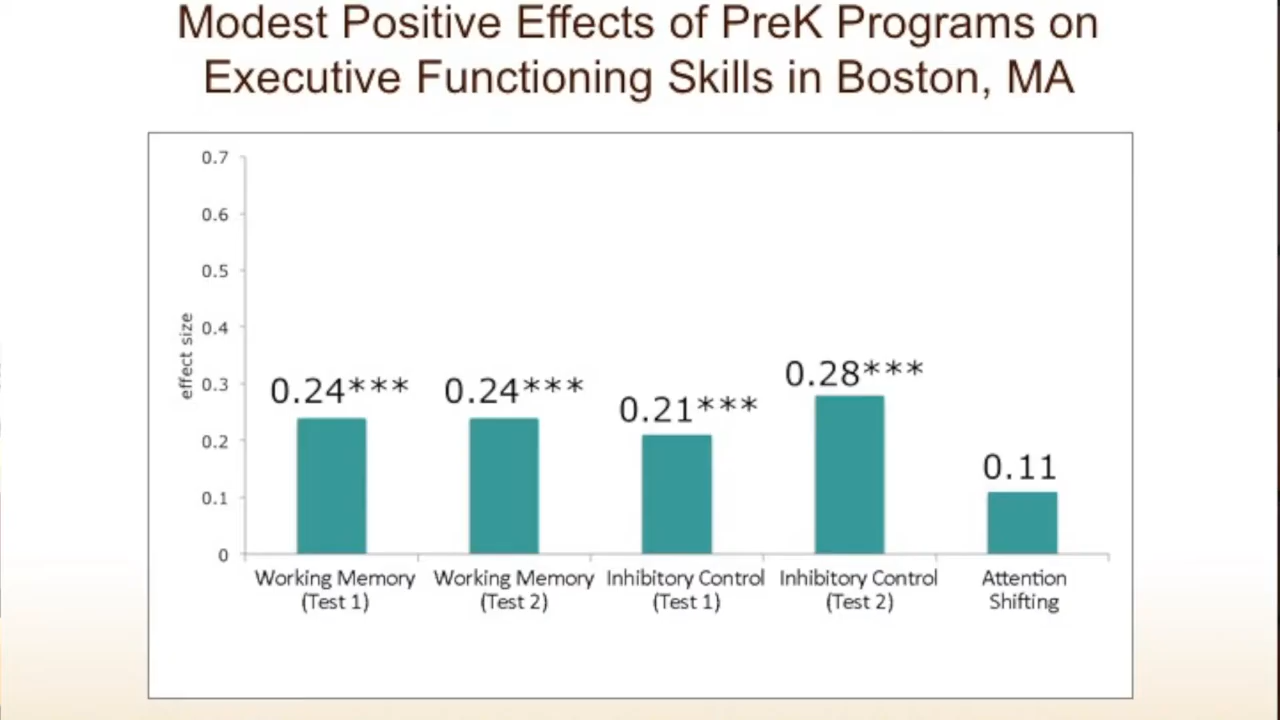 Modest Positive Effects of PreK Programs on
Executive Functioning Skills in Boston, MA
0.7
0.6
0.5
0.4
0.3
0.2
0.1
0
effect size
0.24***
0.24***
0.21***
0.28***
0.11
Working Memory
(Test 1)
Working Memory
(Test 2)
Inhibitory Control
(Test 1)
Inhibitory Control
(Test 2)
Attention
Shifting